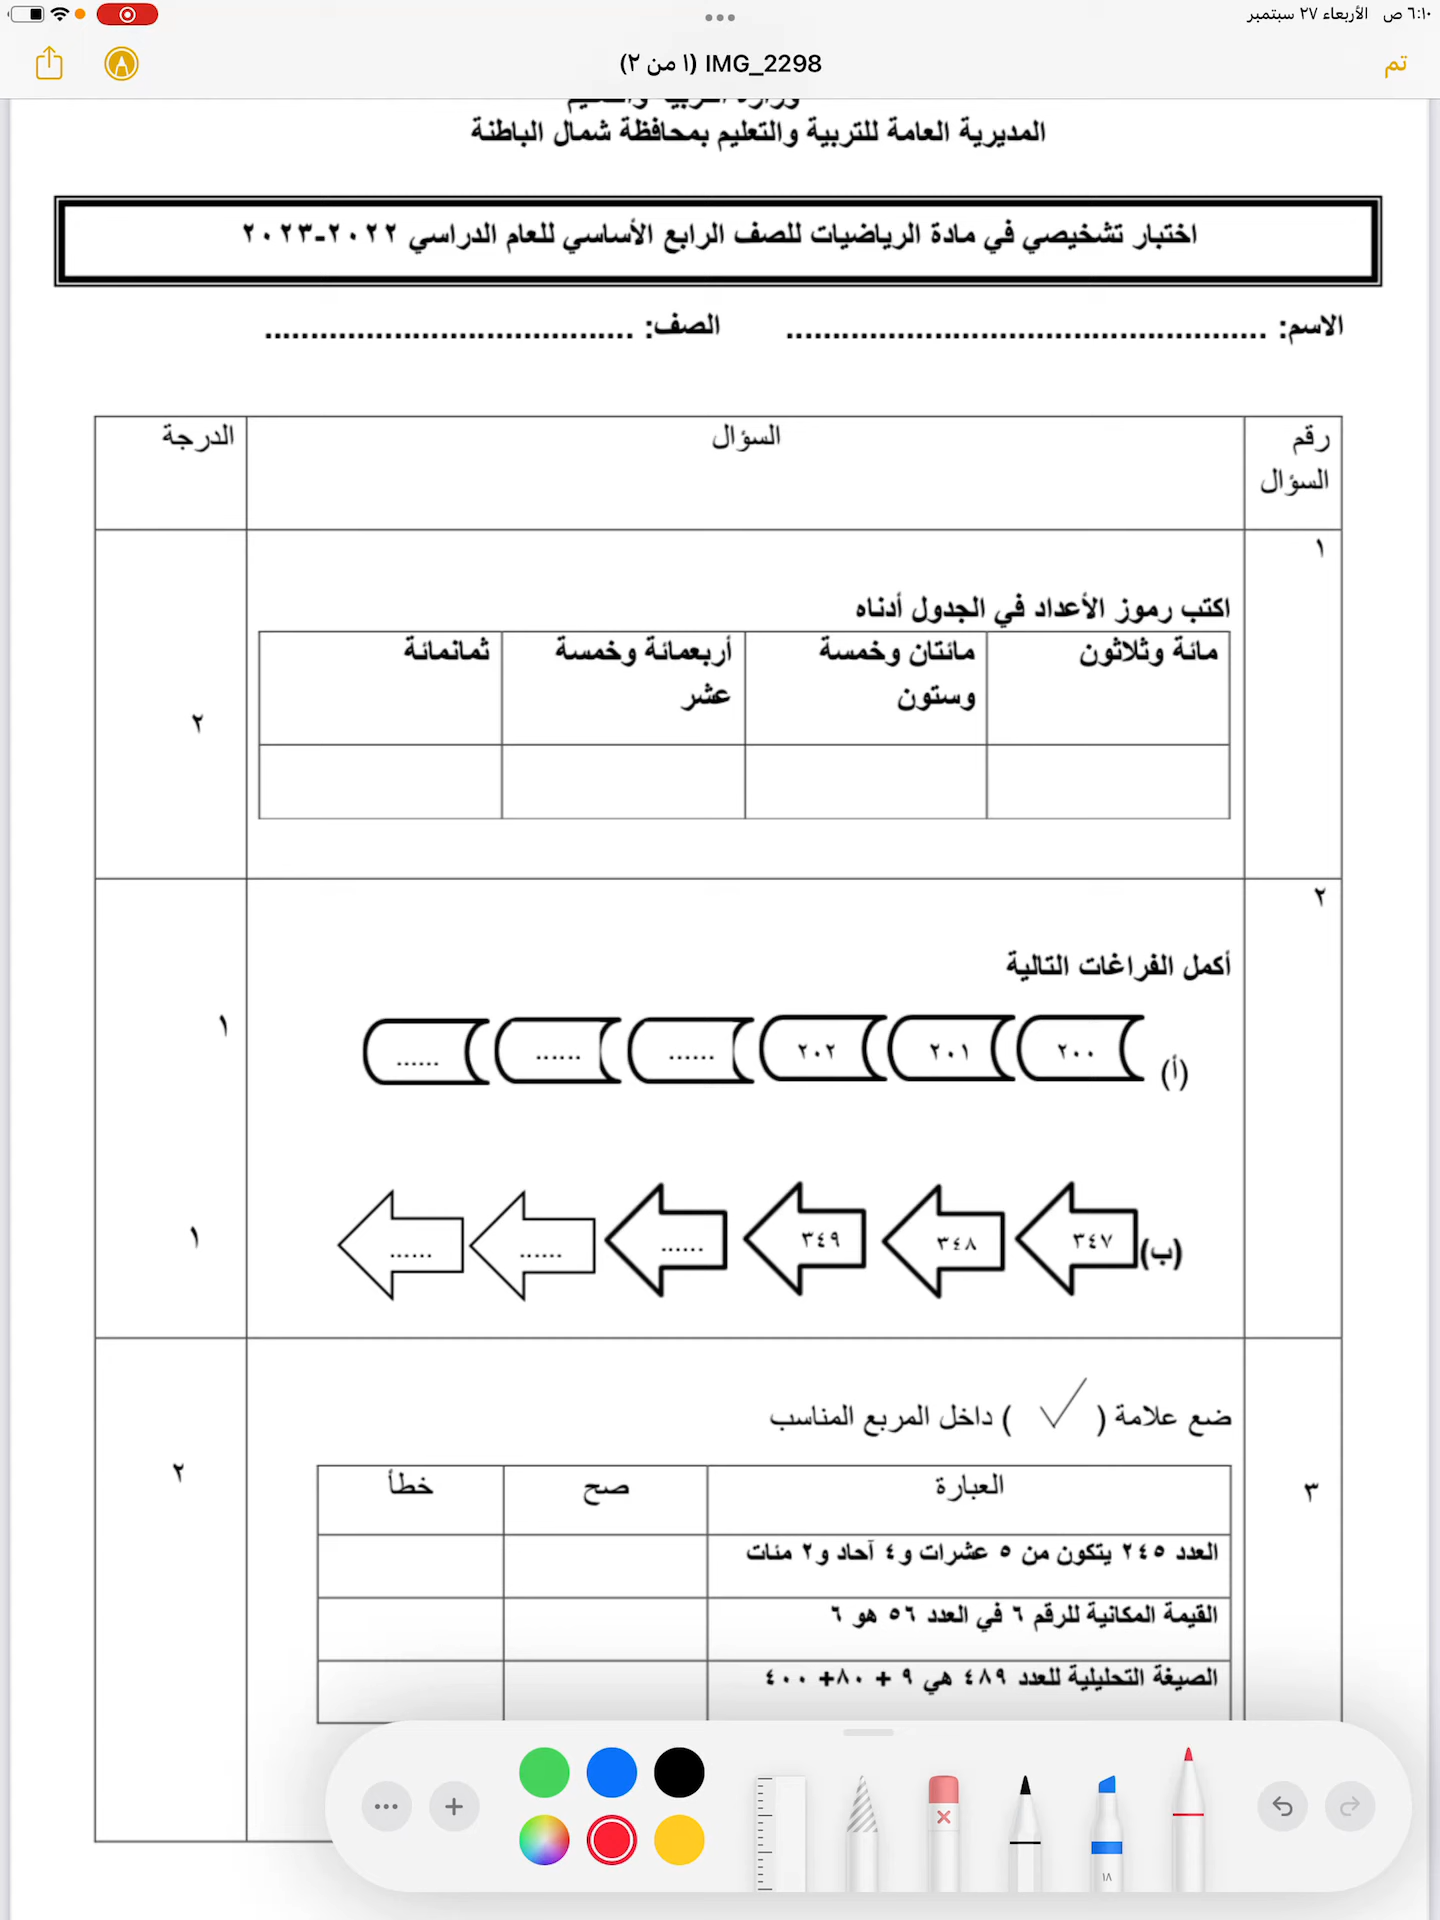 ٦:١٠ ص الأربعاء ٢٧ سبتمبر
تم
IMG_2298 (١ من ٢)
المديرية العامة للتربية والتعليم بمحافظة شمال الباطنة
اختبار تشخيصي في مادة الرياضيات للصف الرابع الأساسي للعام الدراسي ٢٠٢٢-٢٠٢٣
الاسم: .................................................... الصف: ........................................
رقم السؤال السؤال الدرجة
١
اكتب رموز الأعداد في الجدول أدناه
مائة وثلاثون مائتان وخمسة وستون أربعمائة وخمسة عشر ثمانمائة
٢
٢
أكمل الفراغات التالية
(أ) ٢٠٠ ٢٠١ ٢٠٢ ...... ...... ...... ١
(ب) ٣٤٧ ٣٤٨ ٣٤٩ ...... ...... ...... ١
ضع علامة ( ✓ ) داخل المربع المناسب
٣ العبارة صح خطأ ٢
العدد ٢٤٥ يتكون من ٥ عشرات و٤ آحاد و٢ مئات
القيمة المكانية للرقم ٦ في العدد ٥٦ هو ٦
الصيغة التحليلية للعدد ٤٨٩ هي ٩ + ٨٠+ ٤٠٠
١٨